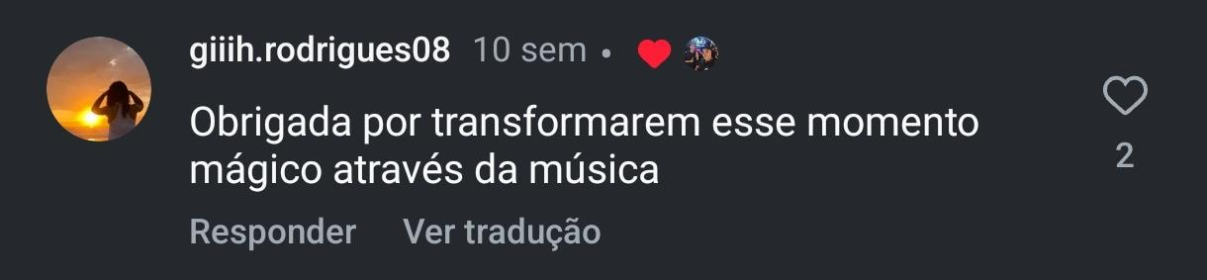 giiih.rodrigues08 10 sem •
Obrigada por transformarem esse momento
mágico através da música
2
Responder Ver tradução